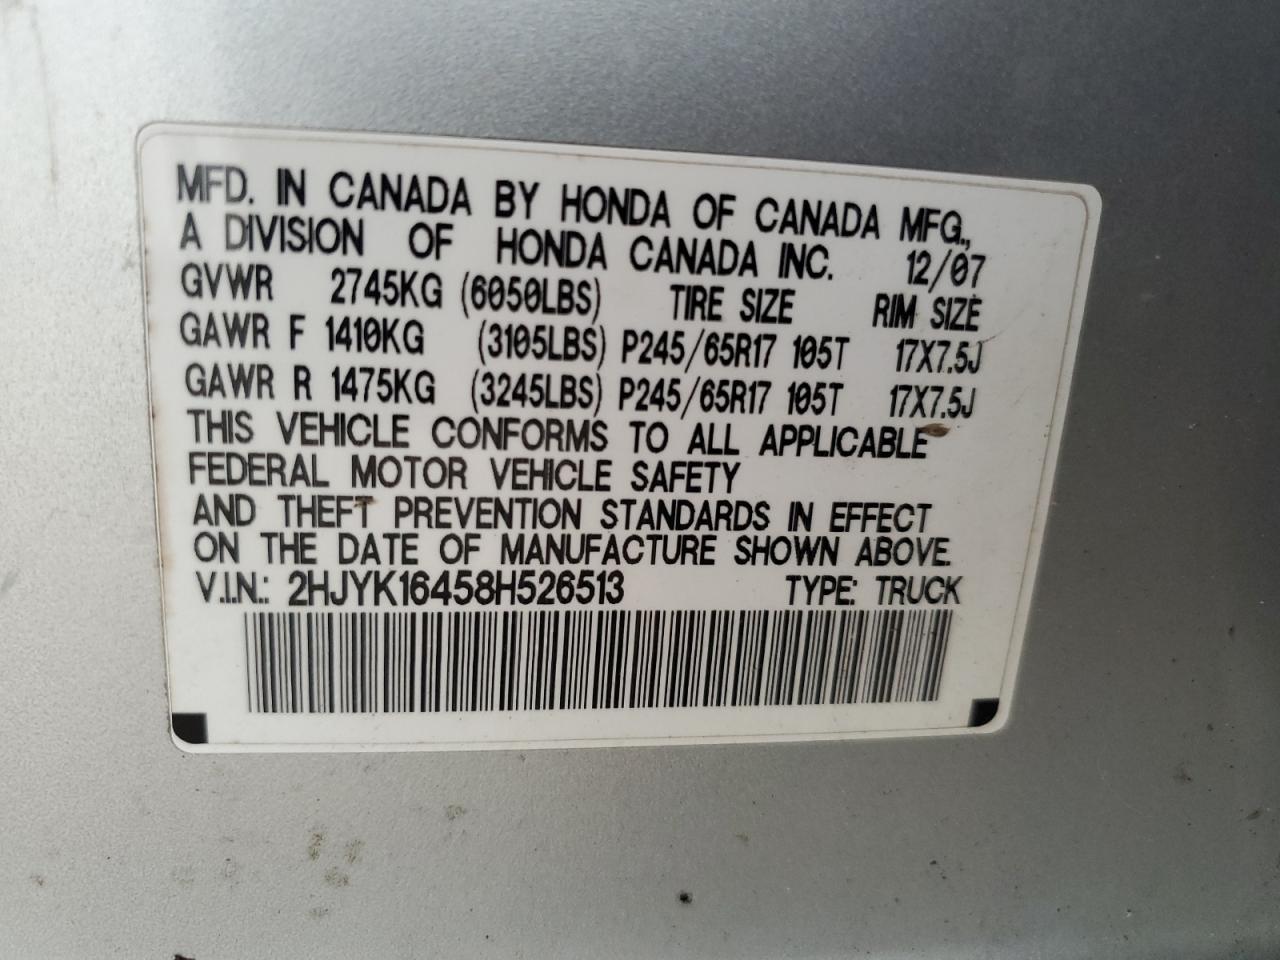 MFD. IN CANADA BY HONDA OF CANADA MFG.,
A DIVISION OF HONDA CANADA INC. 12/07
GVWR 2745KG (6050LBS) TIRE SIZE RIM SIZE
GAWR F 1410KG (3105LBS) P245/65R17 105T 17X7.5J
GAWR R 1475KG (3245LBS) P245/65R17 105T 17X7.5J
THIS VEHICLE CONFORMS TO ALL APPLICABLE
FEDERAL MOTOR VEHICLE SAFETY
AND THEFT PREVENTION STANDARDS IN EFFECT
ON THE DATE OF MANUFACTURE SHOWN ABOVE.
V.I.N.: 2HJYK16458H526513 TYPE: TRUCK